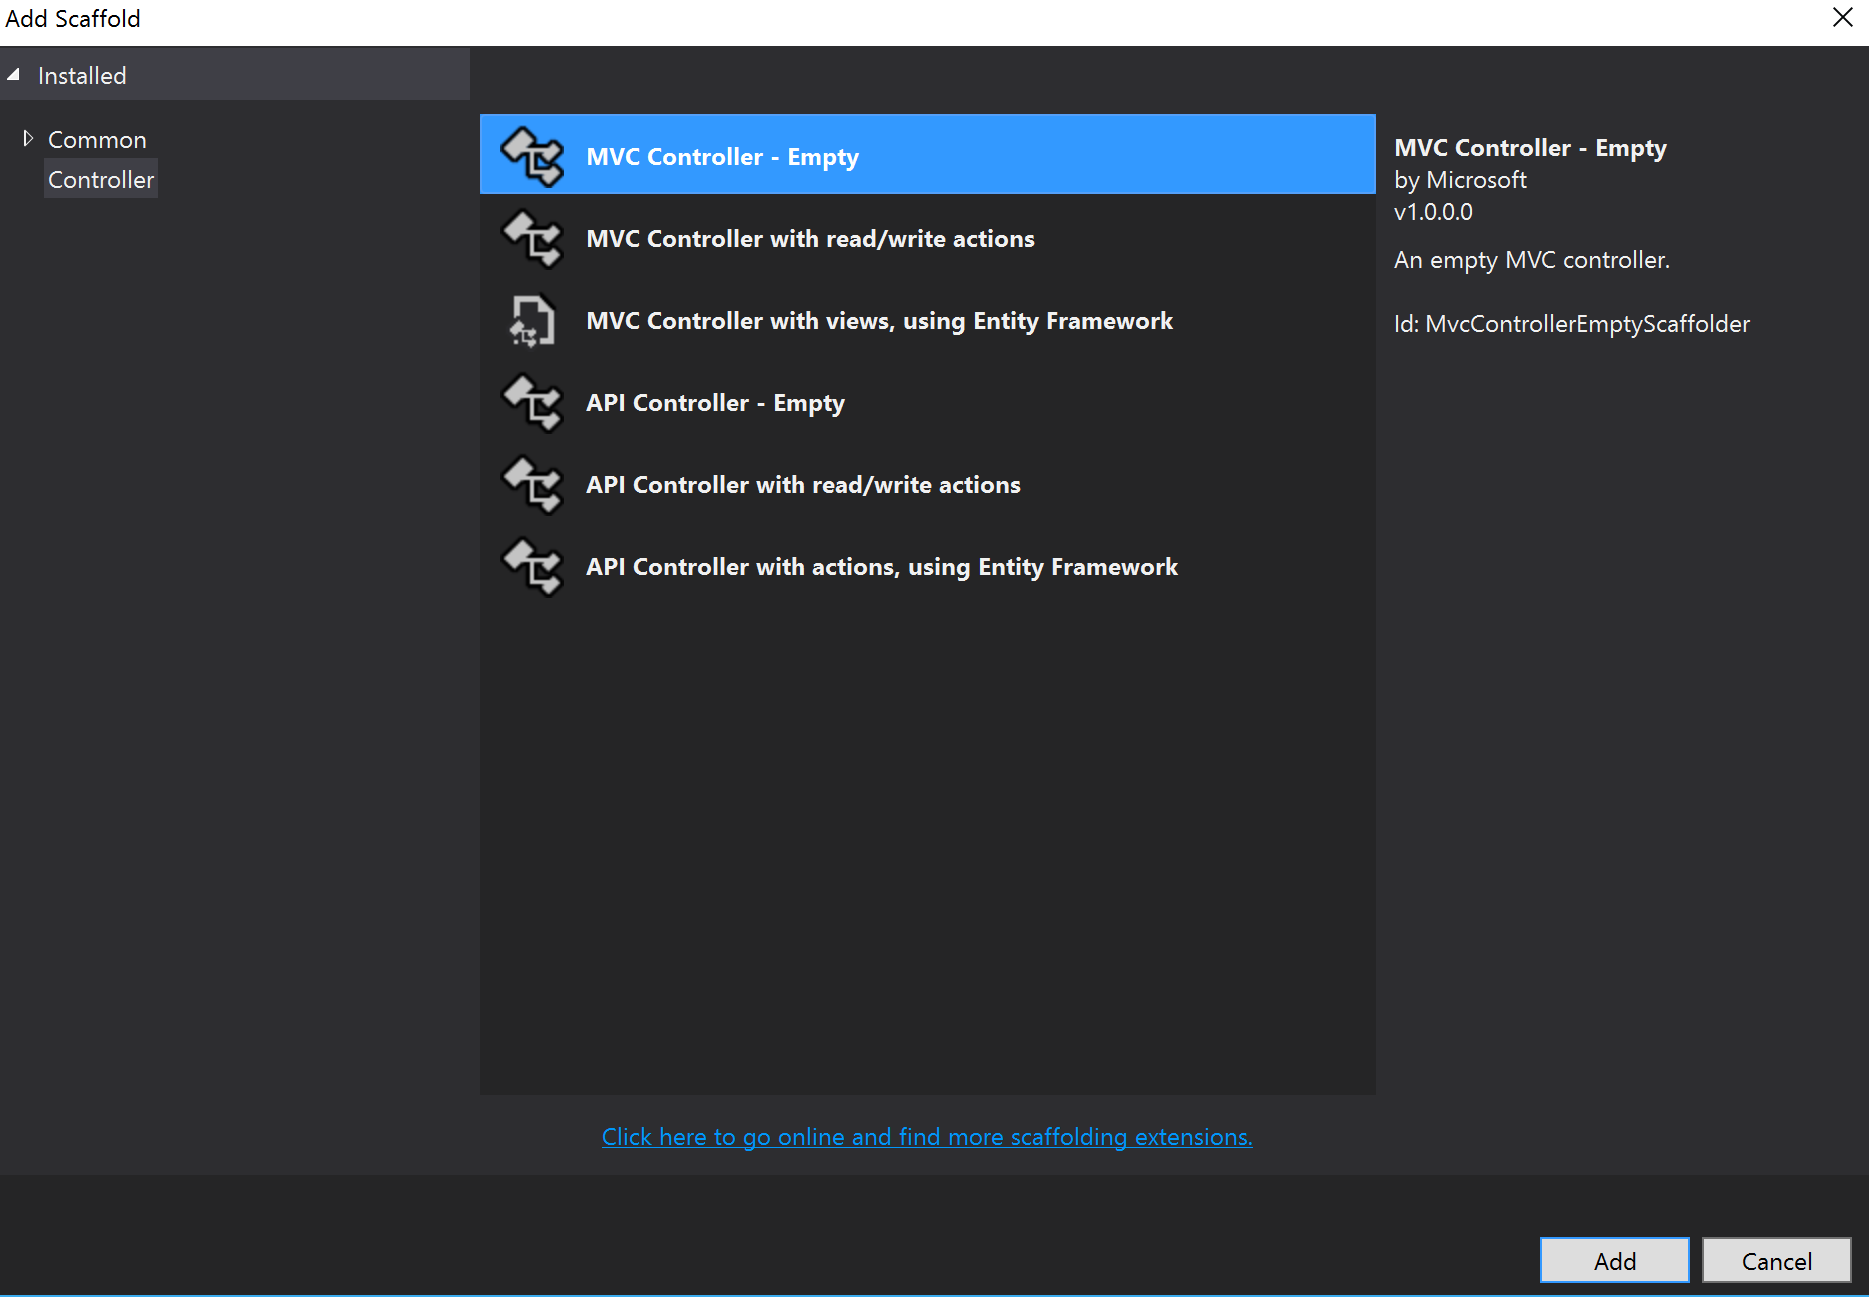 Add Scaffold
Installed
Common
Controller
MVC Controller - Empty
MVC Controller with read/write actions
MVC Controller with views, using Entity Framework
API Controller - Empty
API Controller with read/write actions
API Controller with actions, using Entity Framework
Click here to go online and find more scaffolding extensions.
MVC Controller - Empty
by Microsoft
v1.0.0.0
An empty MVC controller.
Id: MvcControllerEmptyScaffolder
Add
Cancel